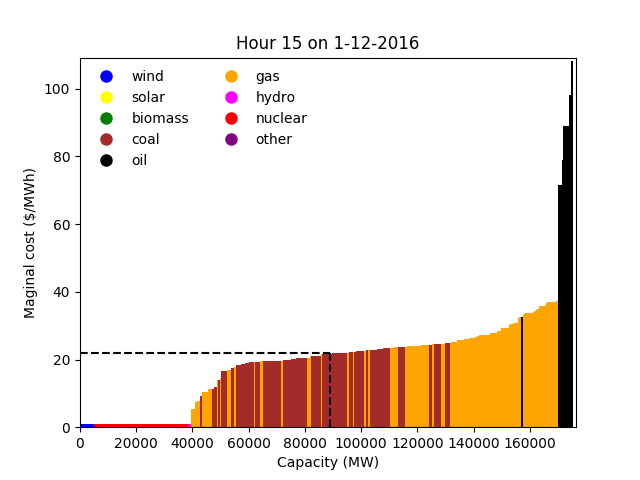 Hour 15 on 1-12-2016
Maginal cost ($/MWh)
100
80
60
40
20
0
wind
solar
biomass
coal
oil
gas
hydro
nuclear
other
0 20000 40000 60000 80000 100000 120000 140000 160000
Capacity (MW)